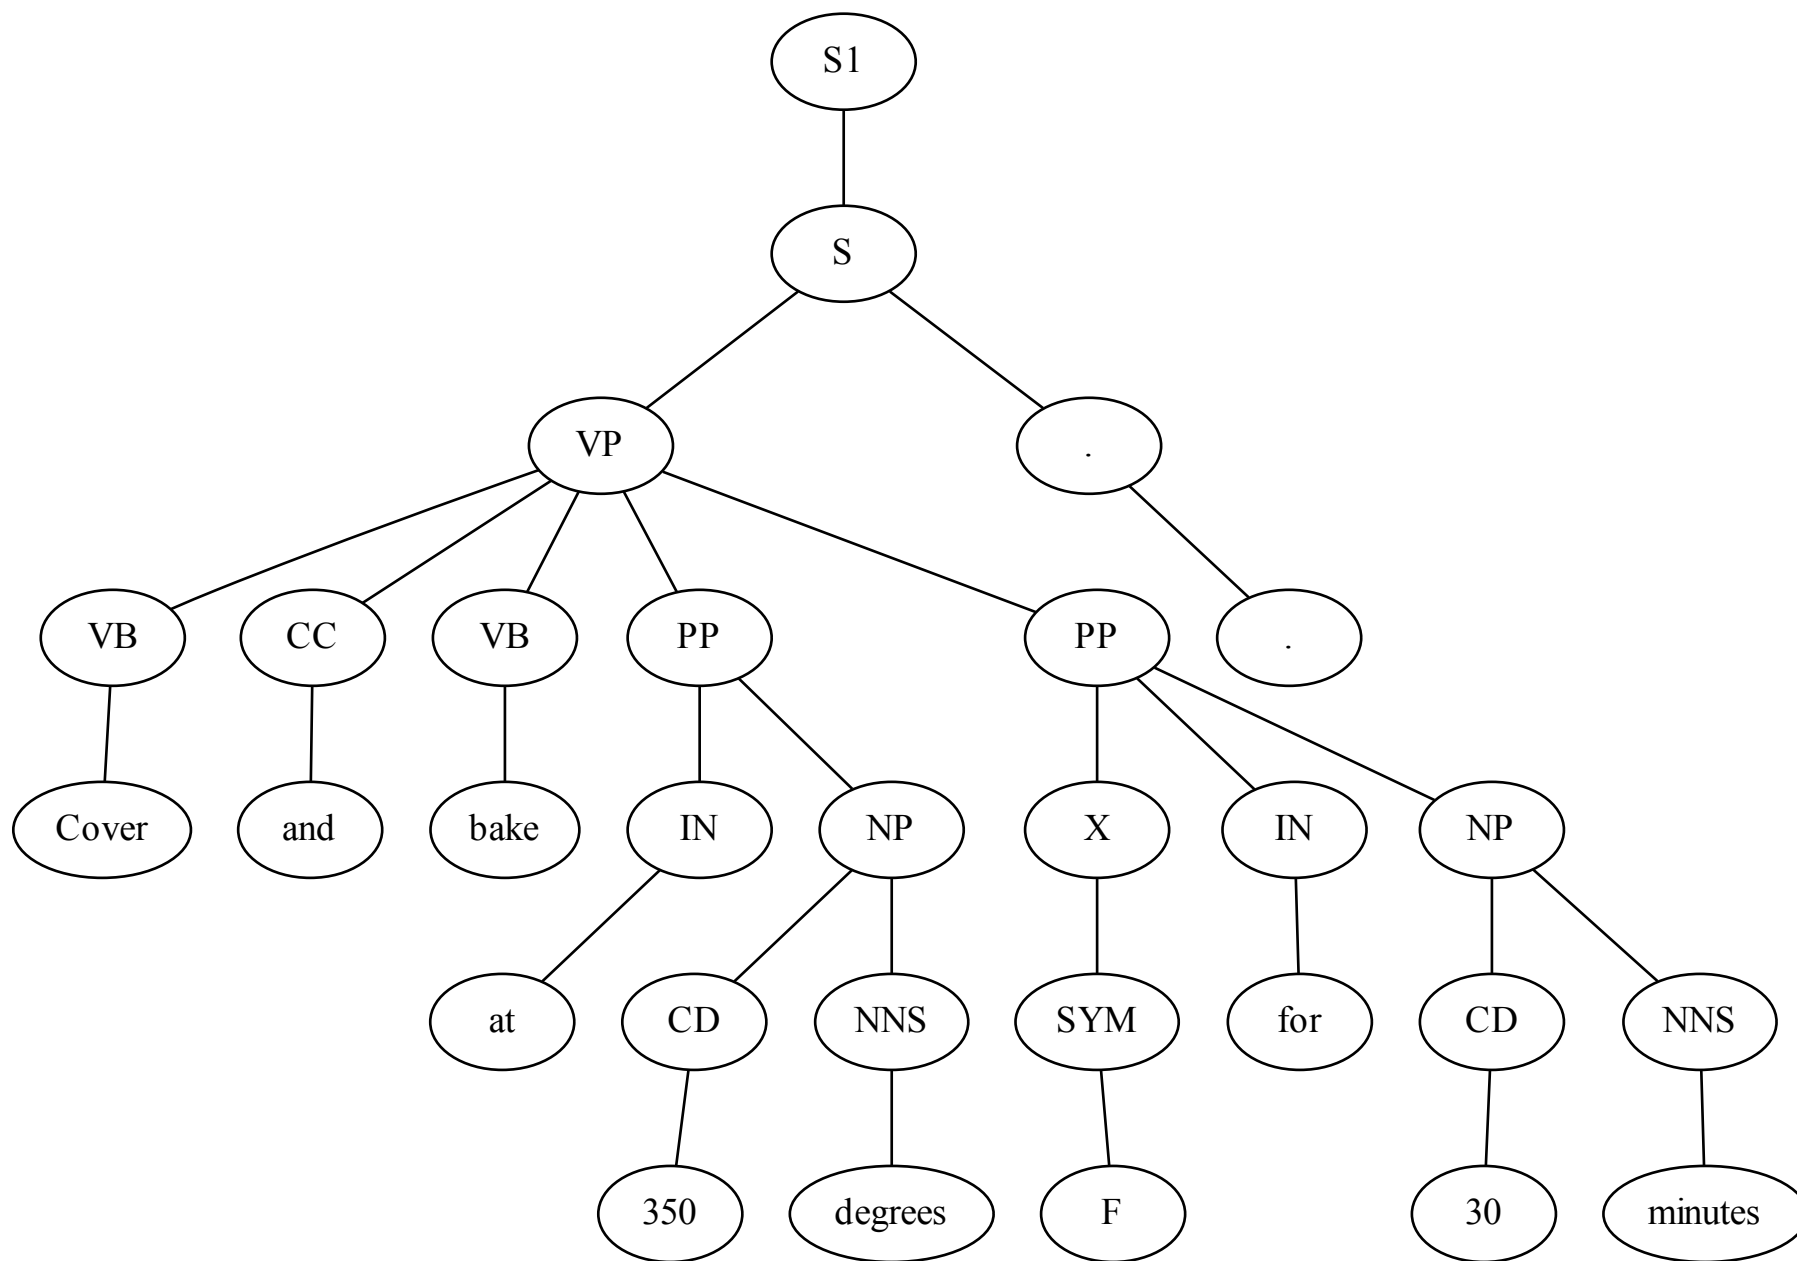 S1
S
VP .
VB CC VB PP PP .
Cover and bake IN NP X IN NP
at CD NNS SYM for CD NNS
350 degrees F 30 minutes